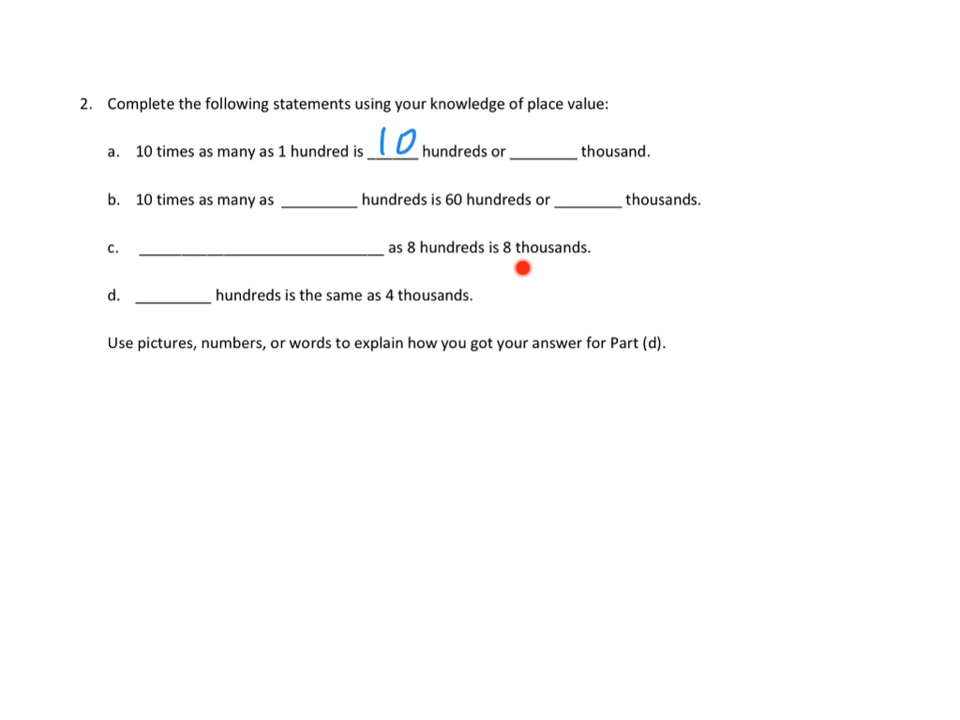 2. Complete the following statements using your knowledge of place value:
a. 10 times as many as 1 hundred is 10 hundreds or ________ thousand.
b. 10 times as many as _________ hundreds is 60 hundreds or ________ thousands.
c. _____________________________ as 8 hundreds is 8 thousands.
d. _________ hundreds is the same as 4 thousands.
Use pictures, numbers, or words to explain how you got your answer for Part (d).